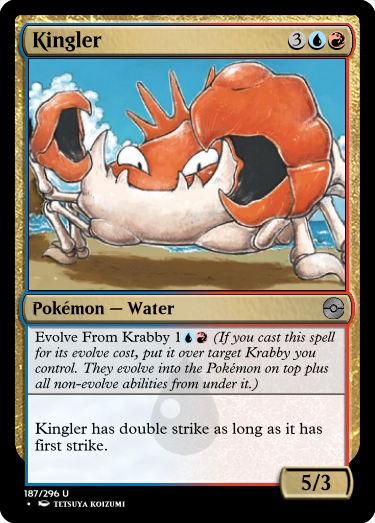 Kingler 3
Pokémon — Water
Evolve From Krabby 1 (If you cast this spell
for its evolve cost, put it over target Krabby you
control. They evolve into the Pokémon on top plus
all non-evolve abilities from under it.)
Kingler has double strike as long as it has
first strike.
5/3
187/296 U
• TETSUYA KOIZUMI